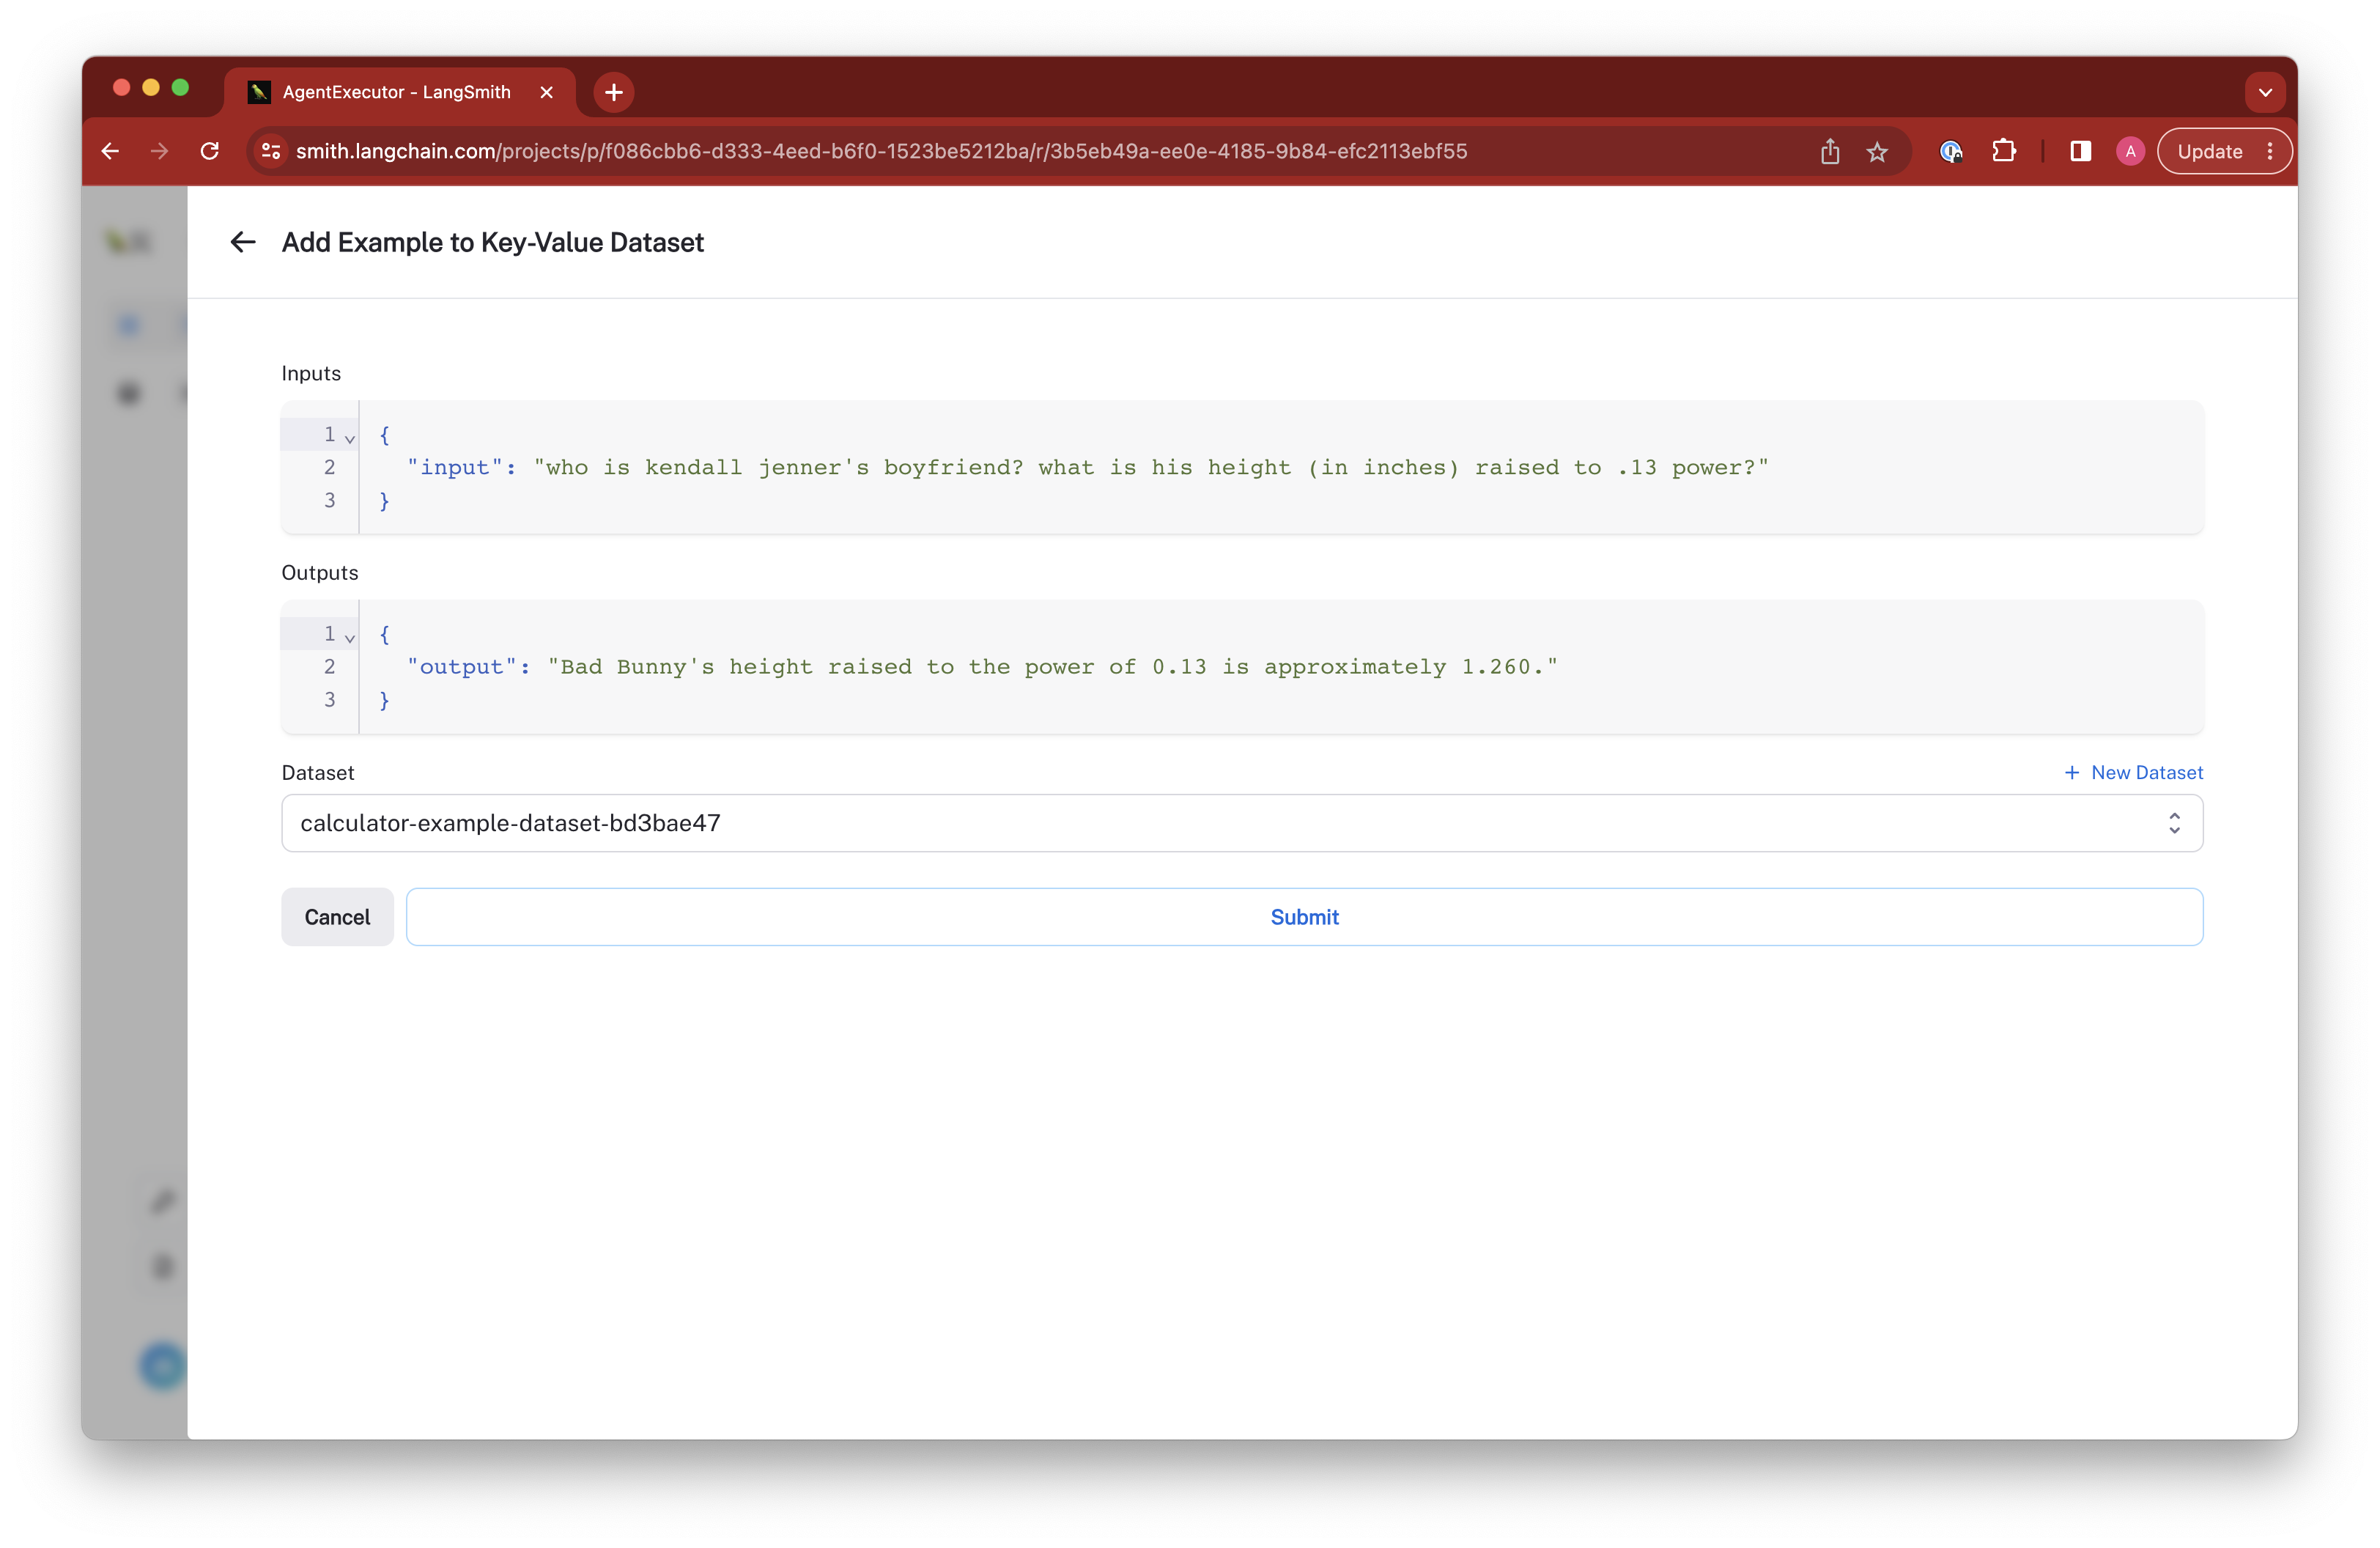 AgentExecutor - LangSmith
smith.langchain.com/projects/p/f086cbb6-d333-4eed-b6f0-1523be5212ba/r/3b5eb49a-ee0e-4185-9b84-efc2113ebf55
A
Update
Add Example to Key-Value Dataset
Inputs
1 {
2 "input": "who is kendall jenner's boyfriend? what is his height (in inches) raised to .13 power?"
3 }
Outputs
1 {
2 "output": "Bad Bunny's height raised to the power of 0.13 is approximately 1.260."
3 }
Dataset
+ New Dataset
calculator-example-dataset-bd3bae47
Cancel
Submit